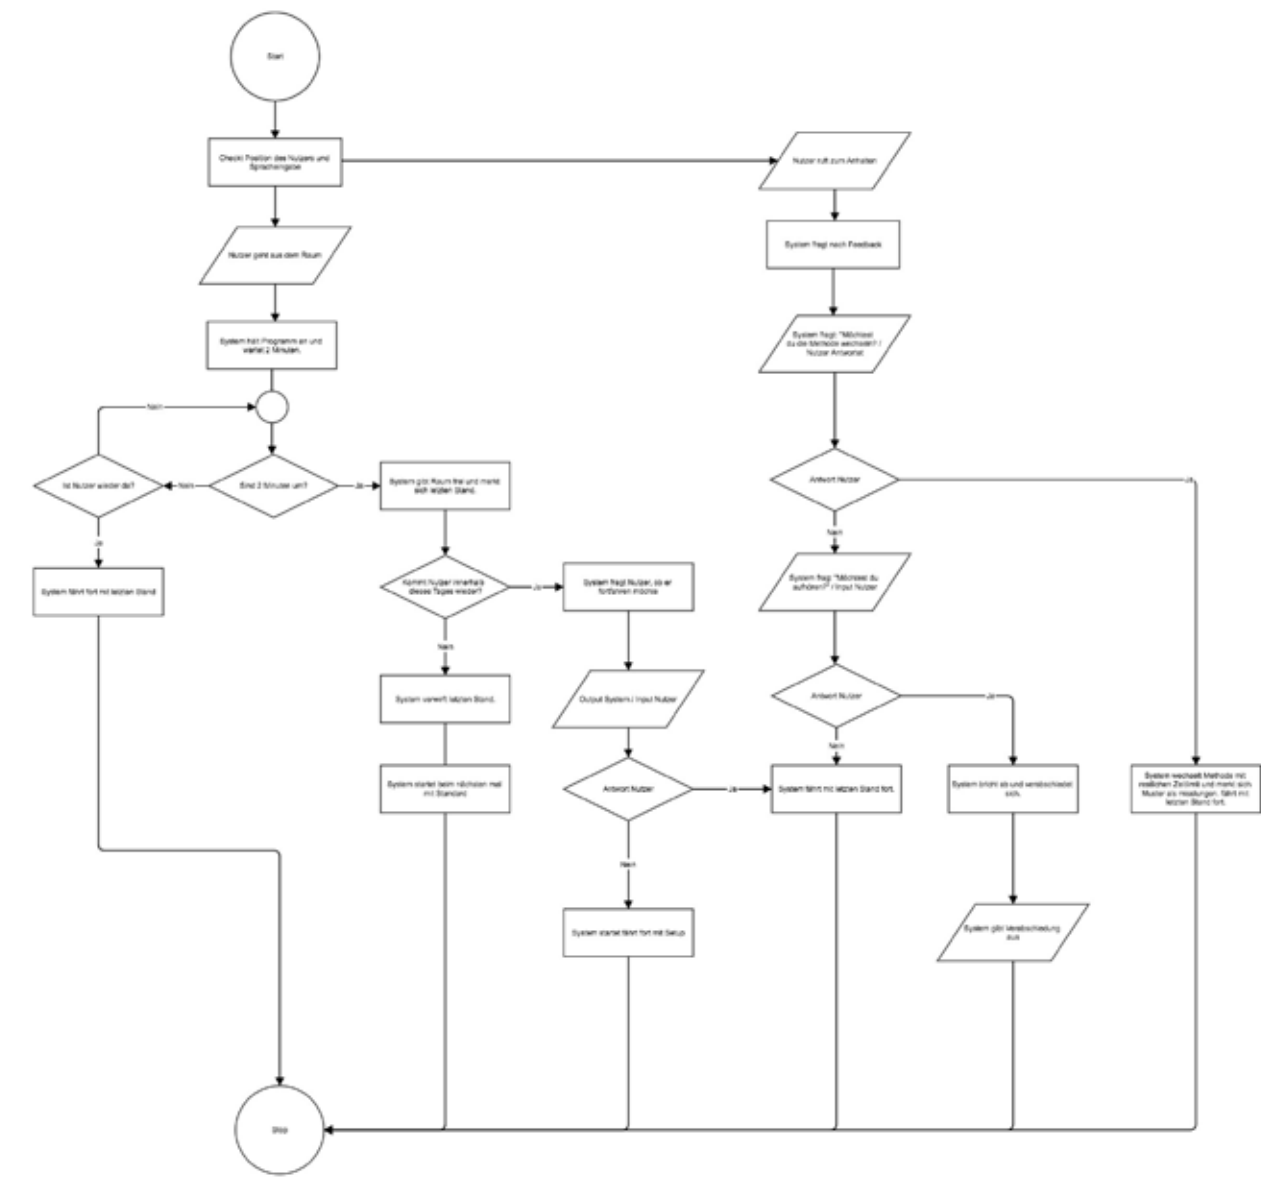 Start
Checkt Position des Nutzers und
Spracheingabe
Nutzer ruft zum Anhalten
System fragt nach Feedback
Nutzer geht aus dem Raum
System hält Programm an und
wartet 2 Minuten.
System fragt "Möchtest
du die Methode wechseln? /
Nutzer Antwortet
Nein
Ist Nutzer wieder da?
Nein
Sind 2 Minuten um?
Ja
System gibt Raum frei und merkt
sich letzten Stand.
Antwort Nutzer
Ja
Nein
Ja
System fährt fort mit letzten Stand
Kommt Nutzer innerhalb
dieses Tages wieder?
Ja
System fragt Nutzer, ob er
fortfahren möchte
System fragt "Möchtest du
aufhören?" / Input Nutzer
Nein
System verwirft letzten Stand.
Output System / Input Nutzer
Antwort Nutzer
Ja
Nein
System startet beim nächsten mal
mit Standard
Antwort Nutzer
Ja
System fährt mit letzten Stand fort.
System bricht ab und verabschiedet
sich.
System wechselt Methode mit
restlichen Zeitlimit und merkt sich
Muster als fährt mit
letzten Stand fort.
Nein
System startet fährt fort mit Setup
System gibt Verabschiedung
aus
Stop